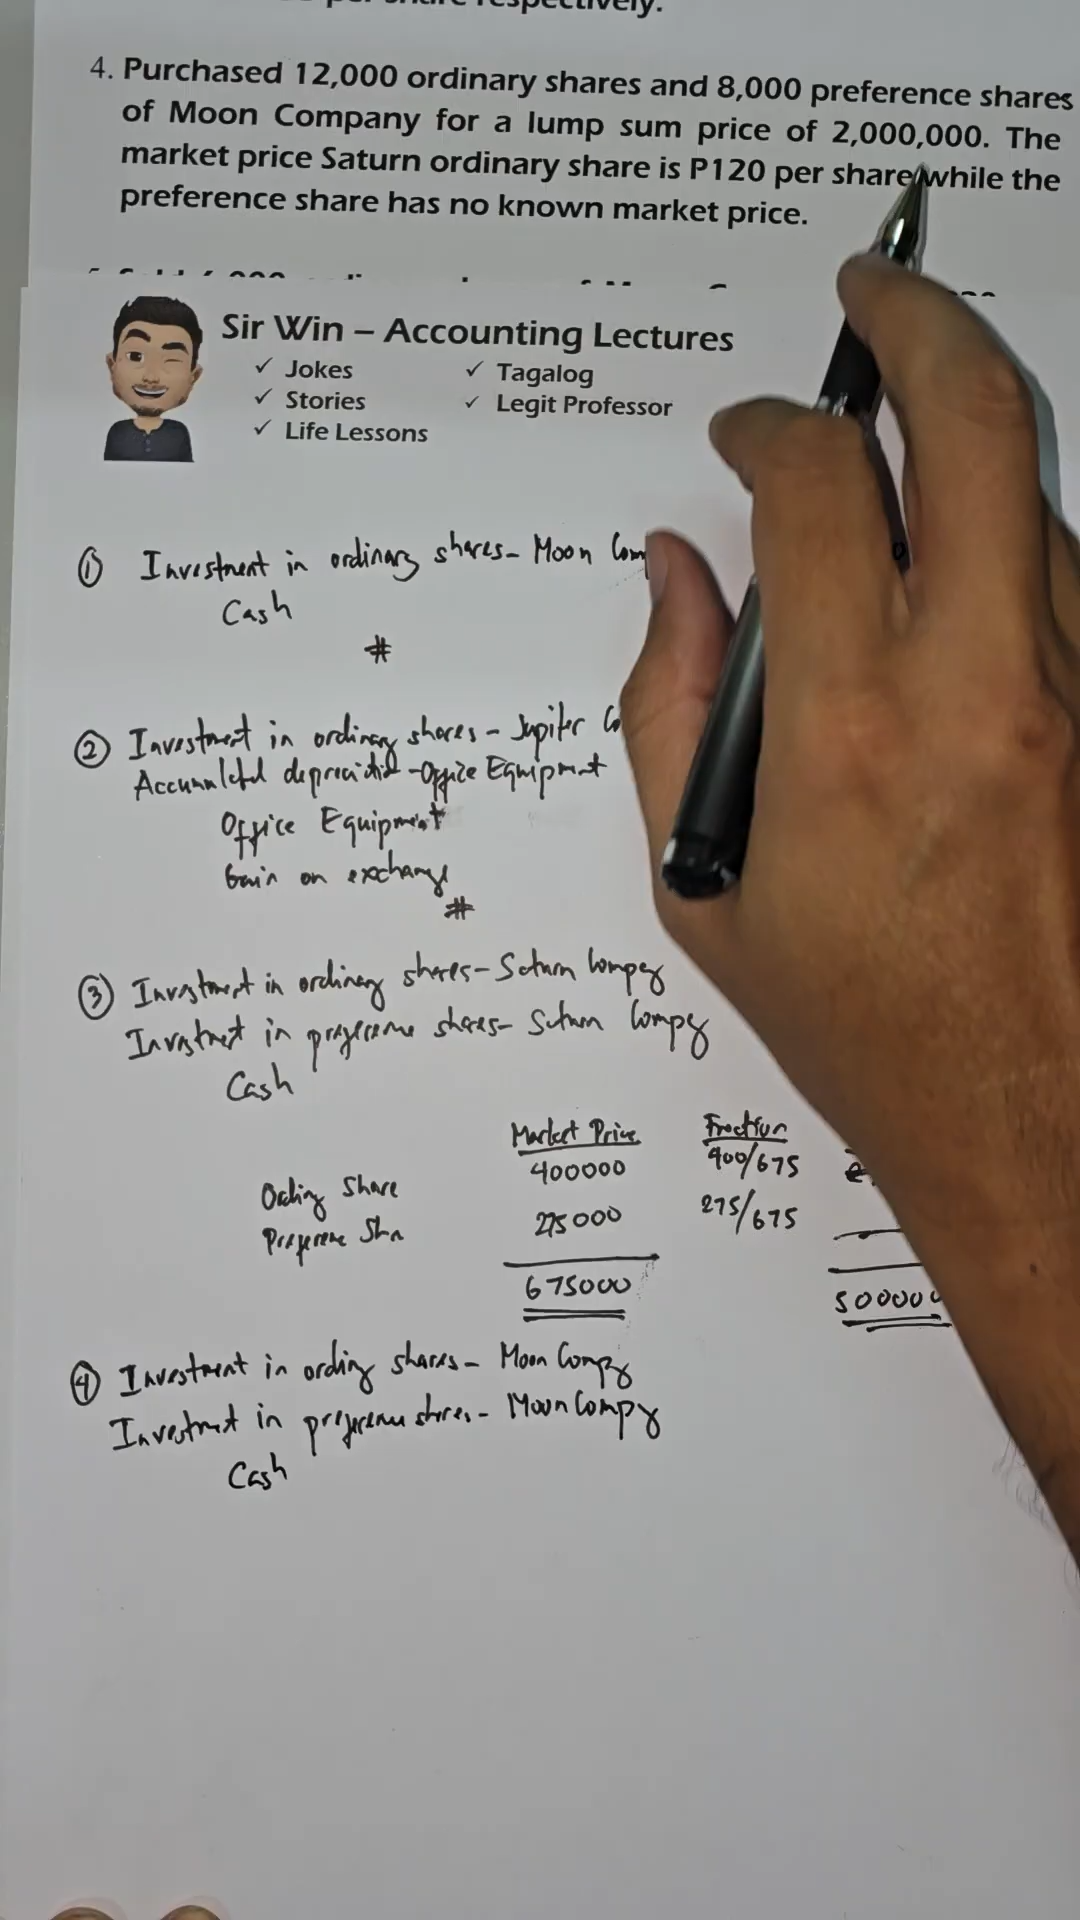 per share respectively.
4. Purchased 12,000 ordinary shares and 8,000 preference shares
of Moon Company for a lump sum price of 2,000,000. The
market price Saturn ordinary share is P120 per share while the
preference share has no known market price.
Sir Win – Accounting Lectures
✓ Jokes
✓ Tagalog
✓ Stories
✓ Legit Professor
✓ Life Lessons
① Investment in ordinary shares - Moon Com
Cash
#
② Investment in ordinary shares - Jupiter Co
Accumulated depreciation - Office Equipment
Office Equipment
Gain on exchange
#
③ Investment in ordinary shares - Saturn Company
Investment in preference shares - Saturn Company
Cash
Market Price Fraction
Ordinary Share 400000 400/675
Preference Share 275000 275/675
675000 500000
④ Investment in ordinary shares - Moon Company
Investment in preference shares - Moon Company
Cash